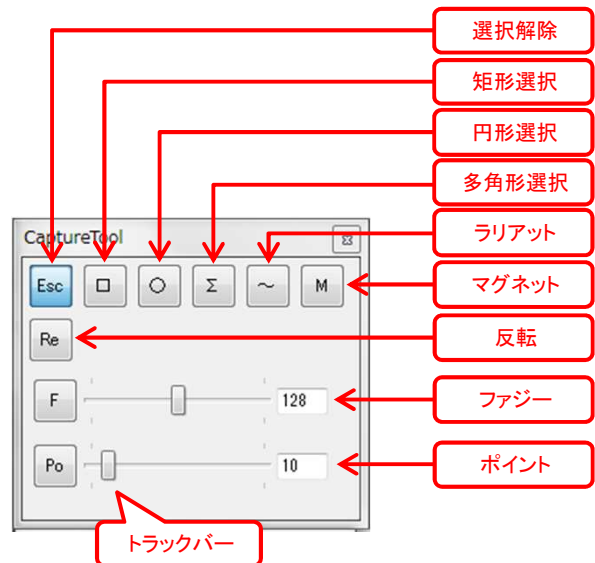 選択解除
矩形選択
円形選択
多角形選択
CaptureTool
ラリアット
Esc
□
○
Σ
~
M
マグネット
Re
反転
F
128
ファジー
Po
10
ポイント
トラックバー